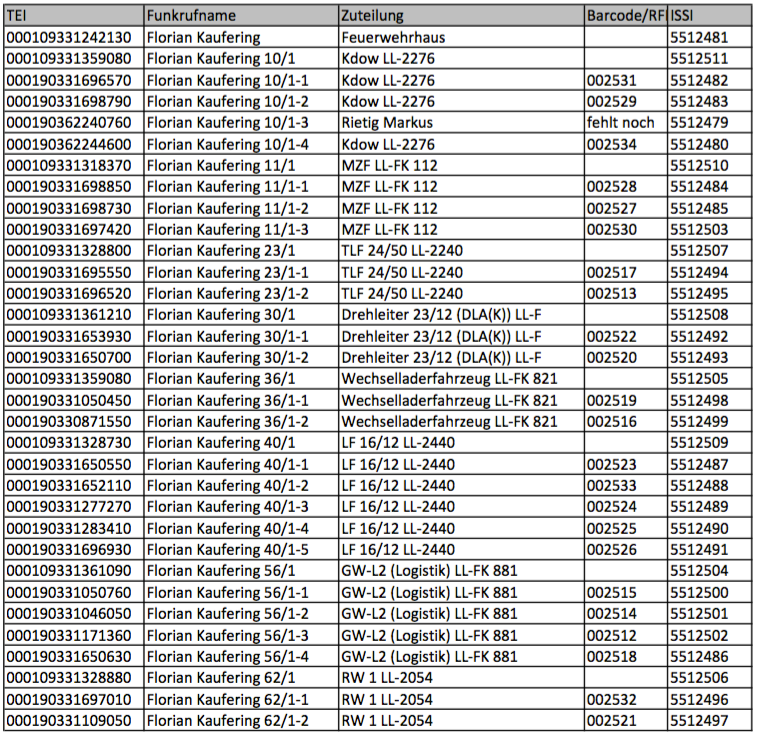 TEI Funkrufname Zuteilung Barcode/RFI ISSI
000109331242130 Florian Kaufering Feuerwehrhaus 5512481
000109331359080 Florian Kaufering 10/1 Kdow LL-2276 5512511
000190331696570 Florian Kaufering 10/1-1 Kdow LL-2276 002531 5512482
000190331698790 Florian Kaufering 10/1-2 Kdow LL-2276 002529 5512483
000190362240760 Florian Kaufering 10/1-3 Rietig Markus fehlt noch 5512479
000190362244600 Florian Kaufering 10/1-4 Kdow LL-2276 002534 5512480
000109331318370 Florian Kaufering 11/1 MZF LL-FK 112 5512510
000190331698850 Florian Kaufering 11/1-1 MZF LL-FK 112 002528 5512484
000190331698730 Florian Kaufering 11/1-2 MZF LL-FK 112 002527 5512485
000190331697420 Florian Kaufering 11/1-3 MZF LL-FK 112 002530 5512503
000109331328800 Florian Kaufering 23/1 TLF 24/50 LL-2240 5512507
000190331695550 Florian Kaufering 23/1-1 TLF 24/50 LL-2240 002517 5512494
000190331696520 Florian Kaufering 23/1-2 TLF 24/50 LL-2240 002513 5512495
000109331361210 Florian Kaufering 30/1 Drehleiter 23/12 (DLA(K)) LL-F 5512508
000190331653930 Florian Kaufering 30/1-1 Drehleiter 23/12 (DLA(K)) LL-F 002522 5512492
000190331650700 Florian Kaufering 30/1-2 Drehleiter 23/12 (DLA(K)) LL-F 002520 5512493
000109331359080 Florian Kaufering 36/1 Wechselladerfahrzeug LL-FK 821 5512505
000190331050450 Florian Kaufering 36/1-1 Wechselladerfahrzeug LL-FK 821 002519 5512498
000190330871550 Florian Kaufering 36/1-2 Wechselladerfahrzeug LL-FK 821 002516 5512499
000109331328730 Florian Kaufering 40/1 LF 16/12 LL-2440 5512509
000190331650550 Florian Kaufering 40/1-1 LF 16/12 LL-2440 002523 5512487
000190331652110 Florian Kaufering 40/1-2 LF 16/12 LL-2440 002533 5512488
000190331277270 Florian Kaufering 40/1-3 LF 16/12 LL-2440 002524 5512489
000190331283410 Florian Kaufering 40/1-4 LF 16/12 LL-2440 002525 5512490
000190331696930 Florian Kaufering 40/1-5 LF 16/12 LL-2440 002526 5512491
000109331361090 Florian Kaufering 56/1 GW-L2 (Logistik) LL-FK 881 5512504
000190331050760 Florian Kaufering 56/1-1 GW-L2 (Logistik) LL-FK 881 002515 5512500
000190331046050 Florian Kaufering 56/1-2 GW-L2 (Logistik) LL-FK 881 002514 5512501
000190331171360 Florian Kaufering 56/1-3 GW-L2 (Logistik) LL-FK 881 002512 5512502
000190331650630 Florian Kaufering 56/1-4 GW-L2 (Logistik) LL-FK 881 002518 5512486
000109331328880 Florian Kaufering 62/1 RW 1 LL-2054 5512506
000190331697010 Florian Kaufering 62/1-1 RW 1 LL-2054 002532 5512496
000190331109050 Florian Kaufering 62/1-2 RW 1 LL-2054 002521 5512497